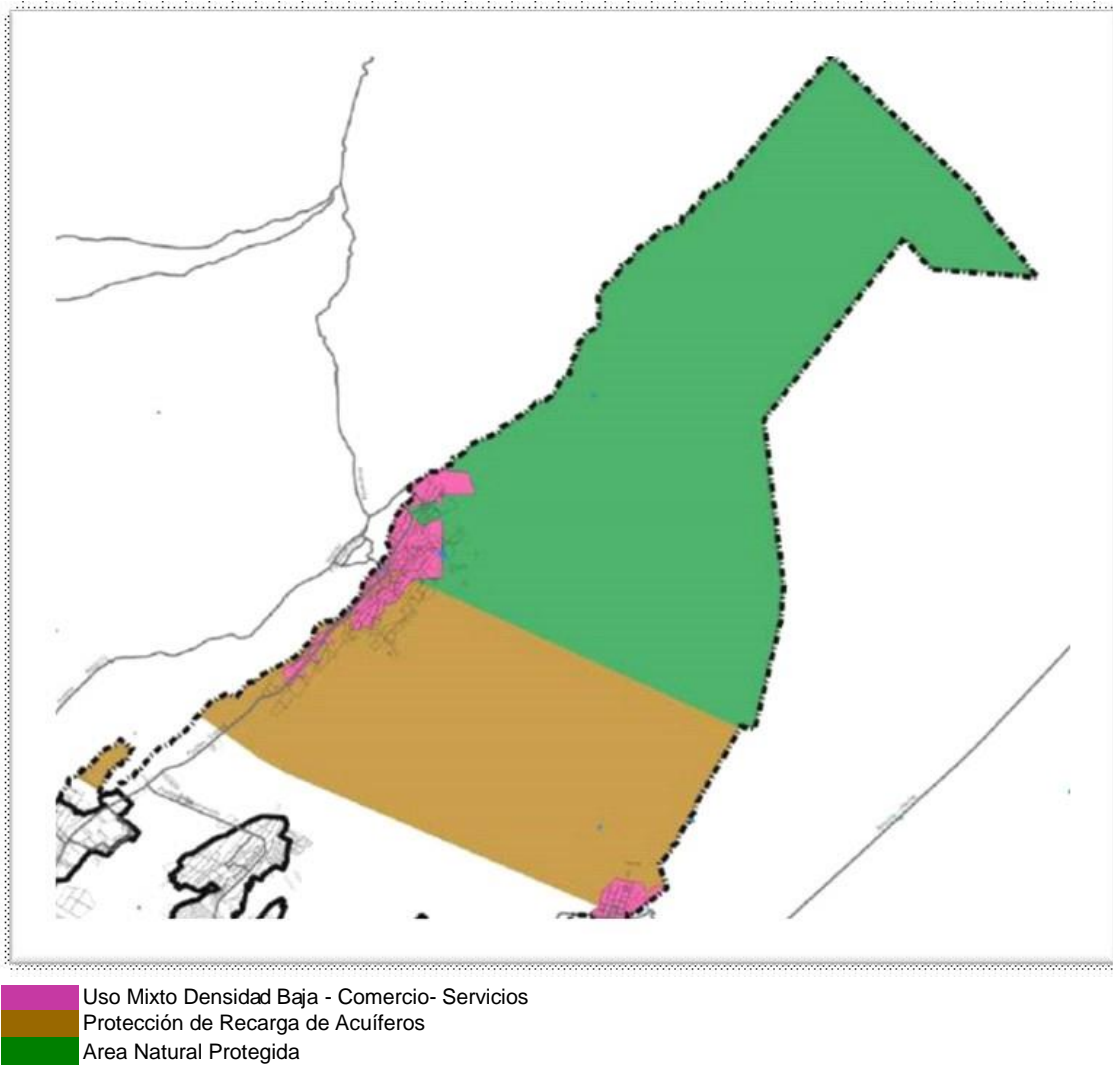 Uso Mixto Densidad Baja - Comercio- Servicios
Protección de Recarga de Acuíferos
Area Natural Protegida